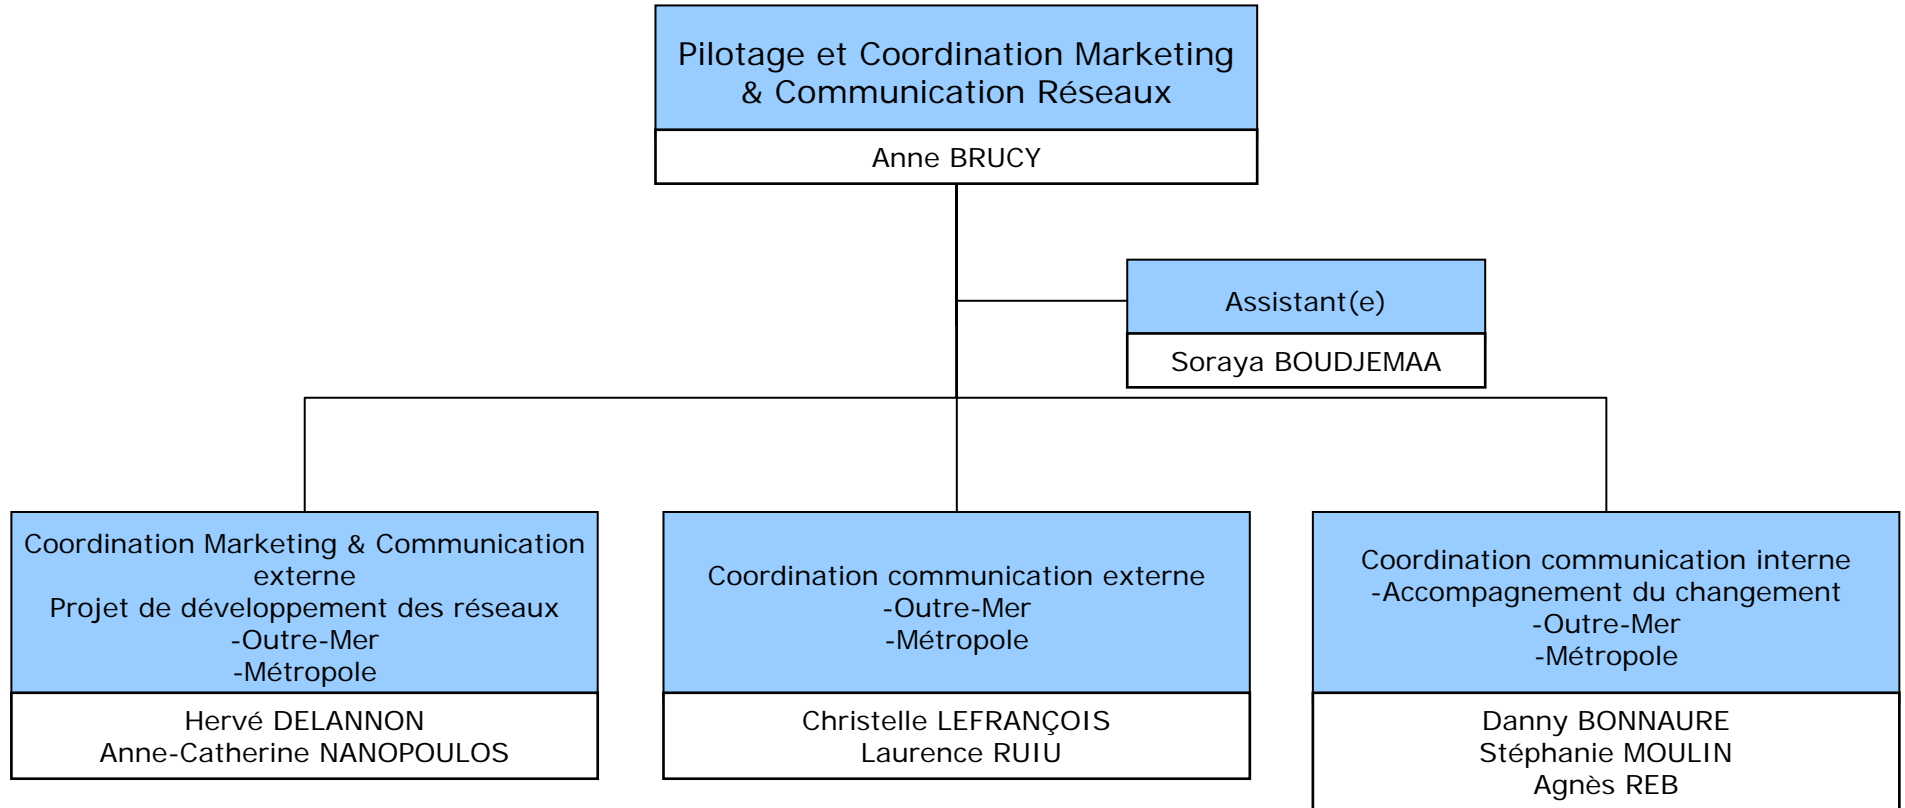 Pilotage et Coordination Marketing
& Communication Réseaux
Anne BRUCY
Assistant(e)
Soraya BOUDJEMAA
Coordination Marketing & Communication
externe
Projet de développement des réseaux
-Outre-Mer
-Métropole
Hervé DELANNON
Anne-Catherine NANOPOULOS
Coordination communication externe
-Outre-Mer
-Métropole
Christelle LEFRANÇOIS
Laurence RUIU
Coordination communication interne
-Accompagnement du changement
-Outre-Mer
-Métropole
Danny BONNAURE
Stéphanie MOULIN
Agnès REB